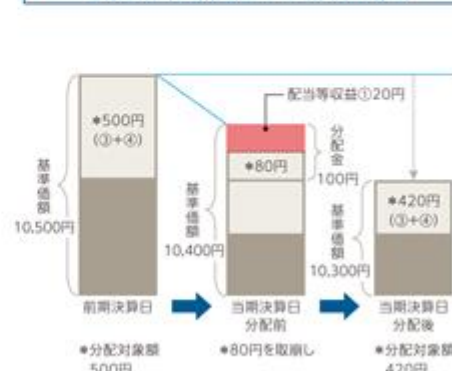 配当等収益①20円
*500円
(③+④)
基準価額
10,500円
*80円
分配金
100円
基準価額
10,400円
*420円
(③+④)
基準価額
10,300円
前期決算日
当期決算日
分配前
当期決算日
分配後
*分配対象額
500円
*80円を取崩し
*分配対象額
420円